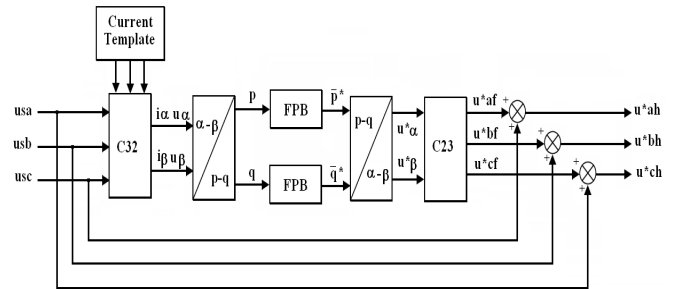 Current
Template
usa
usb
usc
C32
iα uα
iβ uβ
α-β
p-q
p
q
FPB
FPB
p̅*
q̅*
p-q
α-β
u*α
u*β
C23
u*af
u*bf
u*cf
+
+
+
+
+
+
u*ah
u*bh
u*ch